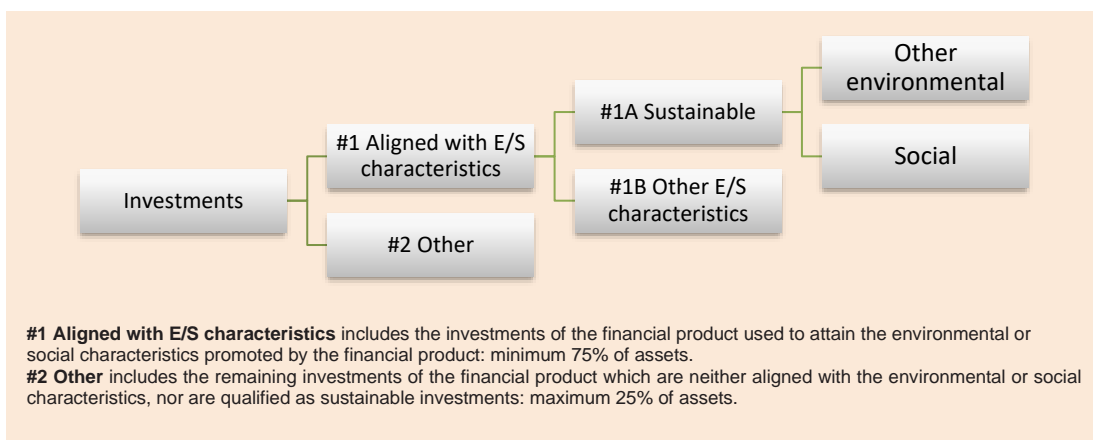 Investments
#1 Aligned with E/S
characteristics
#2 Other
#1A Sustainable
#1B Other E/S
characteristics
Other
environmental
Social
#1 Aligned with E/S characteristics includes the investments of the financial product used to attain the environmental or
social characteristics promoted by the financial product: minimum 75% of assets.
#2 Other includes the remaining investments of the financial product which are neither aligned with the environmental or social
characteristics, nor are qualified as sustainable investments: maximum 25% of assets.